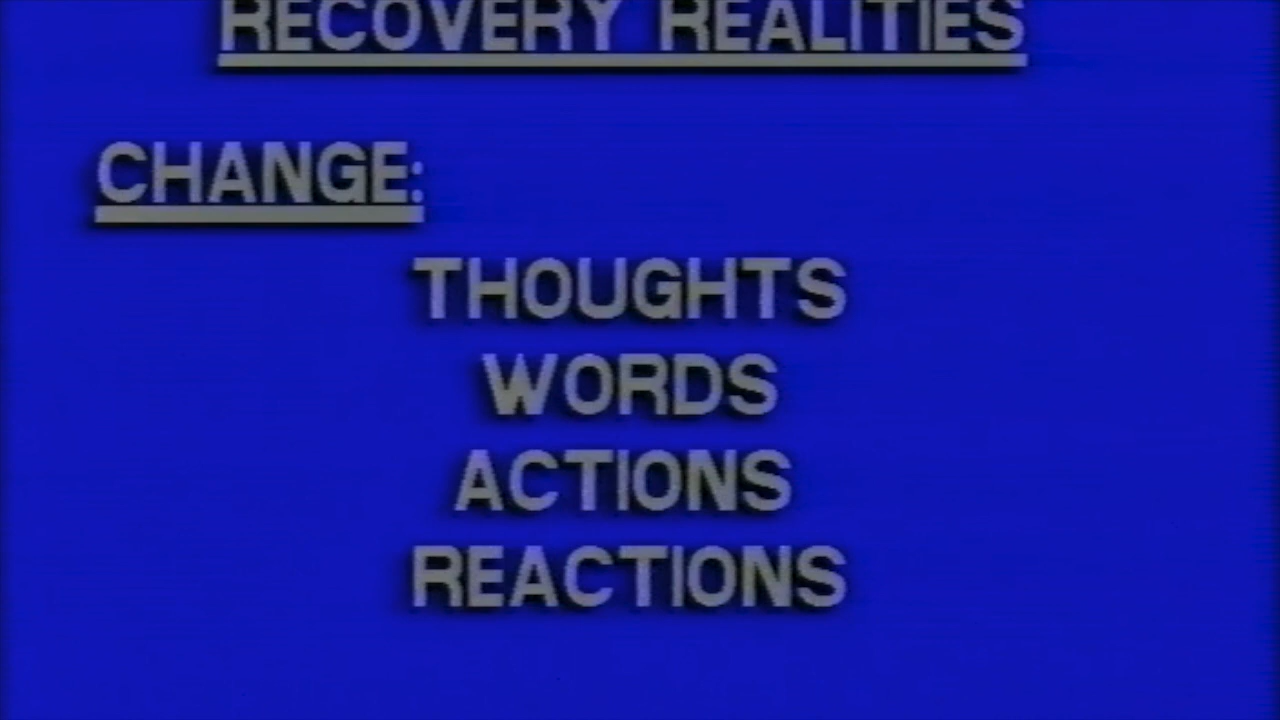 RECOVERY REALITIES
CHANGE:
THOUGHTS
WORDS
ACTIONS
REACTIONS